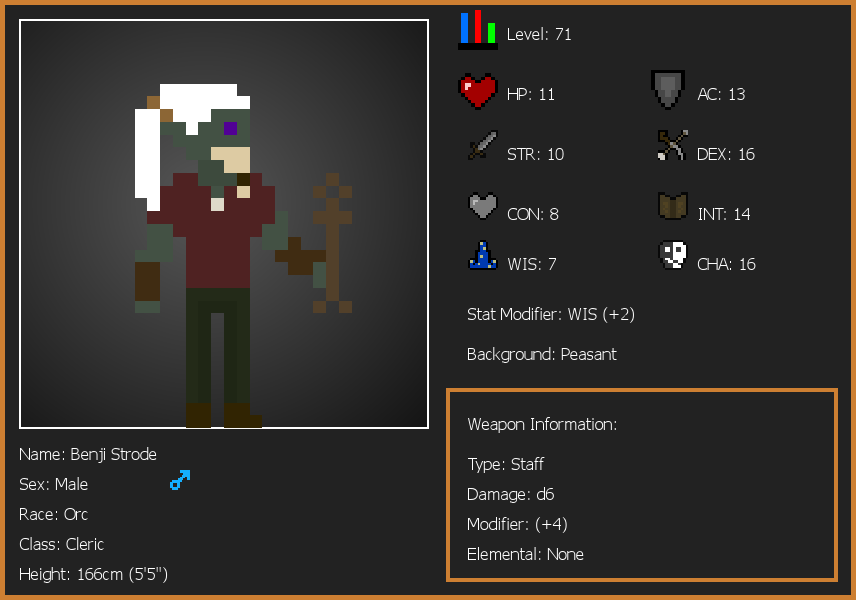 Level: 71
HP: 11
AC: 13
STR: 10
DEX: 16
CON: 8
INT: 14
WIS: 7
CHA: 16
Stat Modifier: WIS (+2)
Background: Peasant
Weapon Information:
Type: Staff
Damage: d6
Modifier: (+4)
Elemental: None
Name: Benji Strode
Sex: Male
Race: Orc
Class: Cleric
Height: 166cm (5'5")